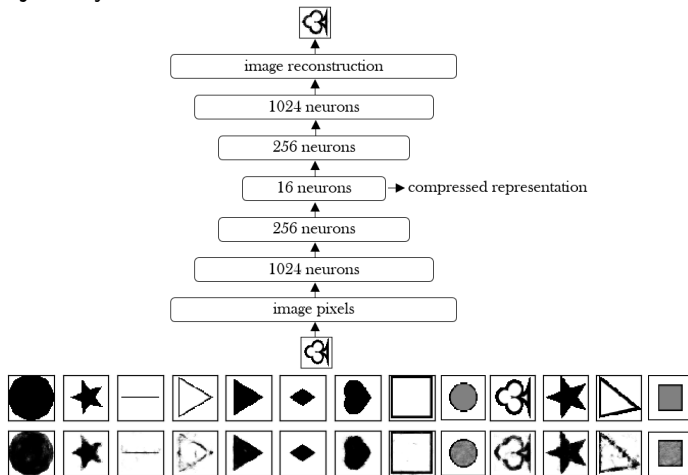 image reconstruction
1024 neurons
256 neurons
16 neurons
compressed representation
256 neurons
1024 neurons
image pixels